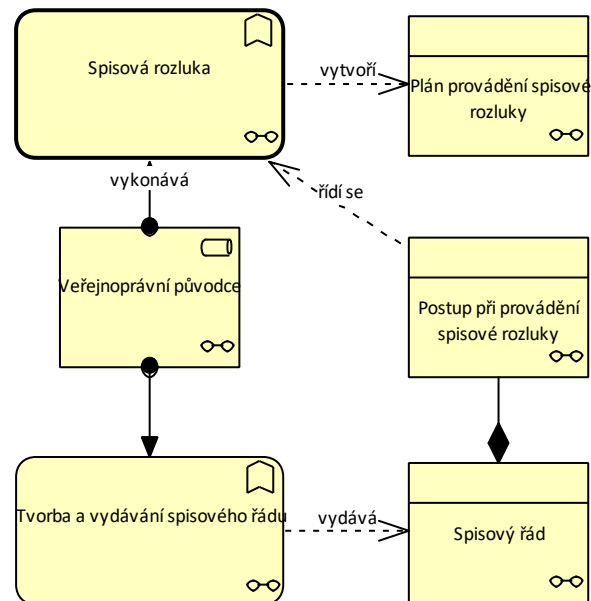 Spisová rozluka
vytvoří
Plán provádění spisové
rozluky
vykonává
řídí se
Veřejnoprávní původce
Postup při provádění
spisové rozluky
Tvorba a vydávání spisového řádu
vydává
Spisový řád